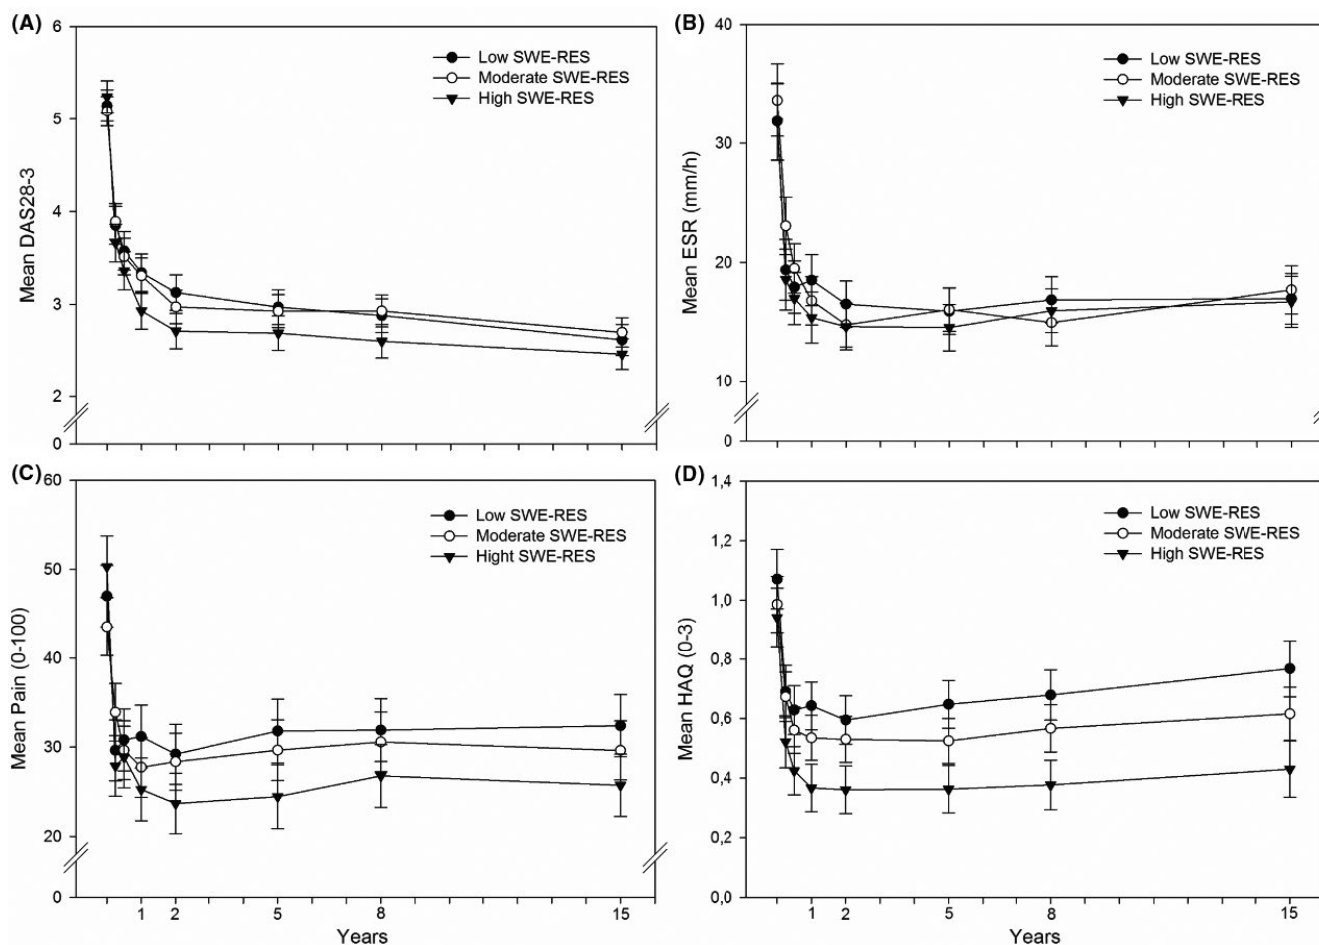 (A)
6
5
4
3
2
0
Mean DAS28-3
Low SWE-RES
Moderate SWE-RES
High SWE-RES
(B)
40
30
20
10
0
Mean ESR (mm/h)
Low SWE-RES
Moderate SWE-RES
High SWE-RES
(C)
60
50
40
30
20
0
Mean Pain (0-100)
Low SWE-RES
Moderate SWE-RES
Hight SWE-RES
1 2 5 8 15
Years
(D)
1,4
1,2
1,0
0,8
0,6
0,4
0,2
0,0
Mean HAQ (0-3)
Low SWE-RES
Moderate SWE-RES
High SWE-RES
1 2 5 8 15
Years